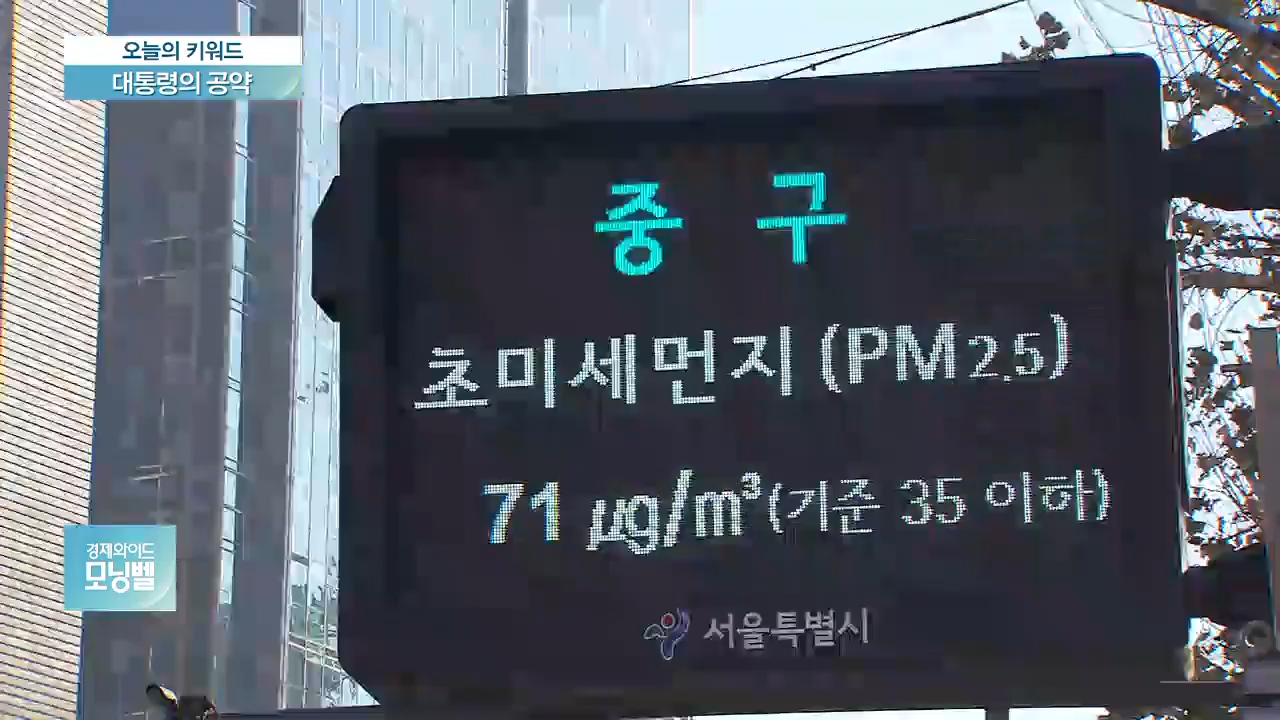 오늘의 키워드
대통령의 공약
중 구
초미세먼지 (PM2.5)
71 μg/m³ (기준 35 이하)
서울특별시
경제와이드
모닝벨